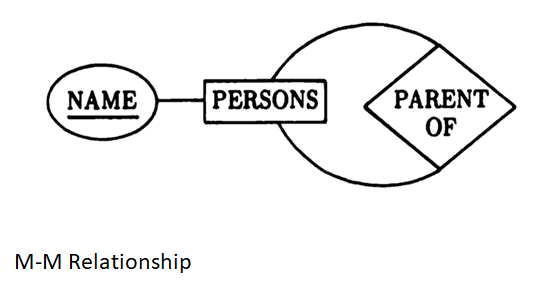 NAME
PERSONS
PARENT
OF
M-M Relationship